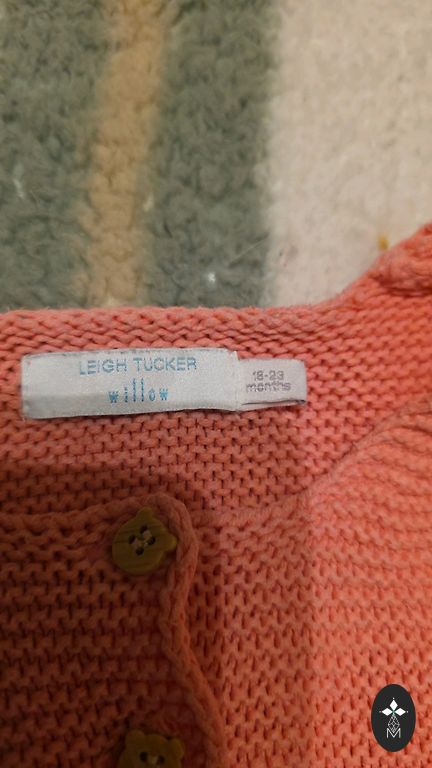 LEIGH TUCKER
willow
18-23
months